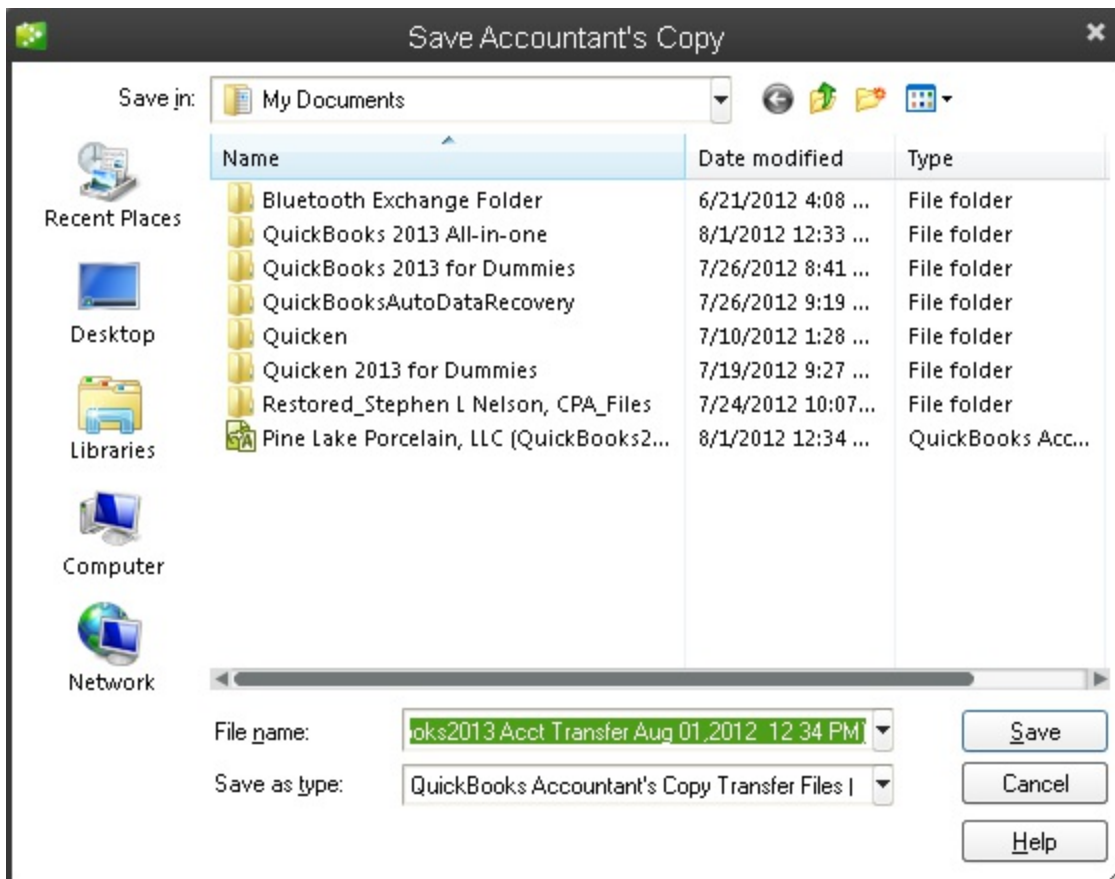 Save Accountant's Copy
Save in: My Documents
Name Date modified Type
Bluetooth Exchange Folder 6/21/2012 4:08 ... File folder
QuickBooks 2013 All-in-one 8/1/2012 12:33 ... File folder
QuickBooks 2013 for Dummies 7/26/2012 8:41 ... File folder
QuickBooksAutoDataRecovery 7/26/2012 9:19 ... File folder
Quicken 7/10/2012 1:28 ... File folder
Quicken 2013 for Dummies 7/19/2012 9:27 ... File folder
Restored_Stephen L Nelson, CPA_Files 7/24/2012 10:07... File folder
Pine Lake Porcelain, LLC (QuickBooks2... 8/1/2012 12:34 ... QuickBooks Acc...
Recent Places
Desktop
Libraries
Computer
Network
File name: oks2013 Acct Transfer Aug 01,2012 12 34 PM) Save
Save as type: QuickBooks Accountant's Copy Transfer Files ( Cancel
Help